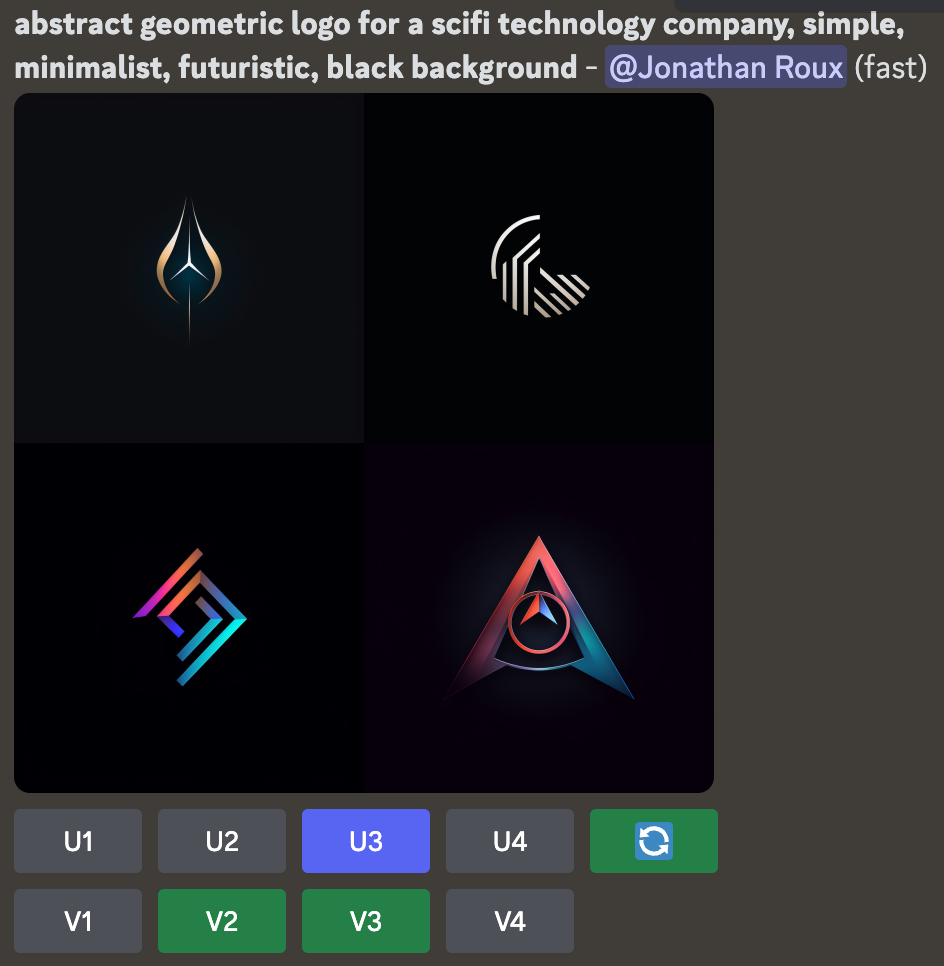 abstract geometric logo for a scifi technology company, simple,
minimalist, futuristic, black background - @Jonathan Roux (fast)
U1 U2 U3 U4
V1 V2 V3 V4